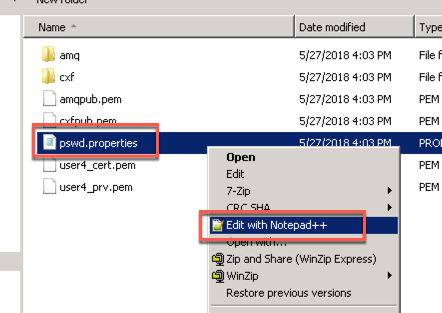 New folder
Name Date modified Type
amq 5/27/2018 4:03 PM File f
cxf 5/27/2018 4:03 PM File f
amqpub.pem 5/27/2018 4:03 PM PEM
cxfpub.pem 5/27/2018 4:03 PM PEM
pswd.properties 5/27/2018 4:03 PM PRO
user4_cert.pem PEM
user4_prv.pem PEM
Open
Edit
7-Zip
CRC SHA
Edit with Notepad++
Open with...
Zip and Share (WinZip Express)
WinZip
Restore previous versions